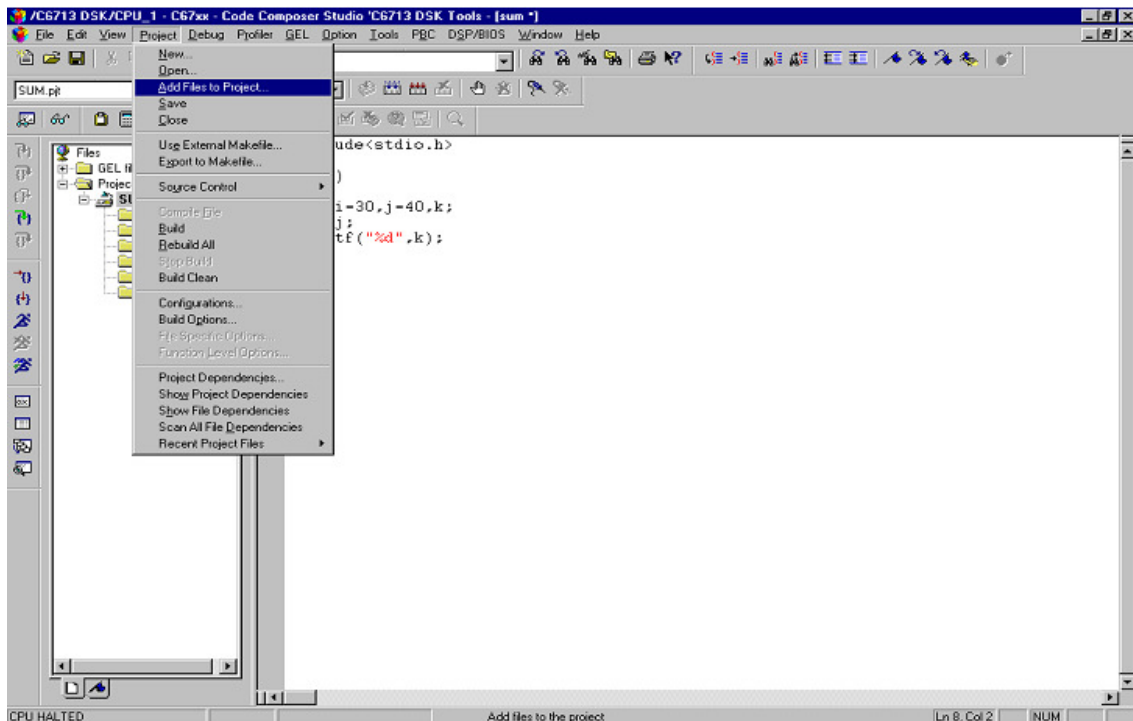 /C6713 DSK/CPU_1 - C67xx - Code Composer Studio 'C6713 DSK Tools - [sum *]
File Edit View Project Debug Profiler GEL Option Tools PBC DSP/BIOS Window Help
SUM.pjt
New...
Open...
Add Files to Project...
Save
Close
Use External Makefile...
Export to Makefile...
Source Control
Compile File
Build
Rebuild All
Stop Build
Build Clean
Configurations...
Build Options...
File Specific Options...
Function Level Options...
Project Dependencies...
Show Project Dependencies
Show File Dependencies
Scan All File Dependencies
Recent Project Files
Files
GEL fi
Projec
SU
ude<stdio.h>
)
i=30,j=40,k;
j;
tf("%d",k);
CPU HALTED
Add files to the project
Ln 8, Col 2
NUM